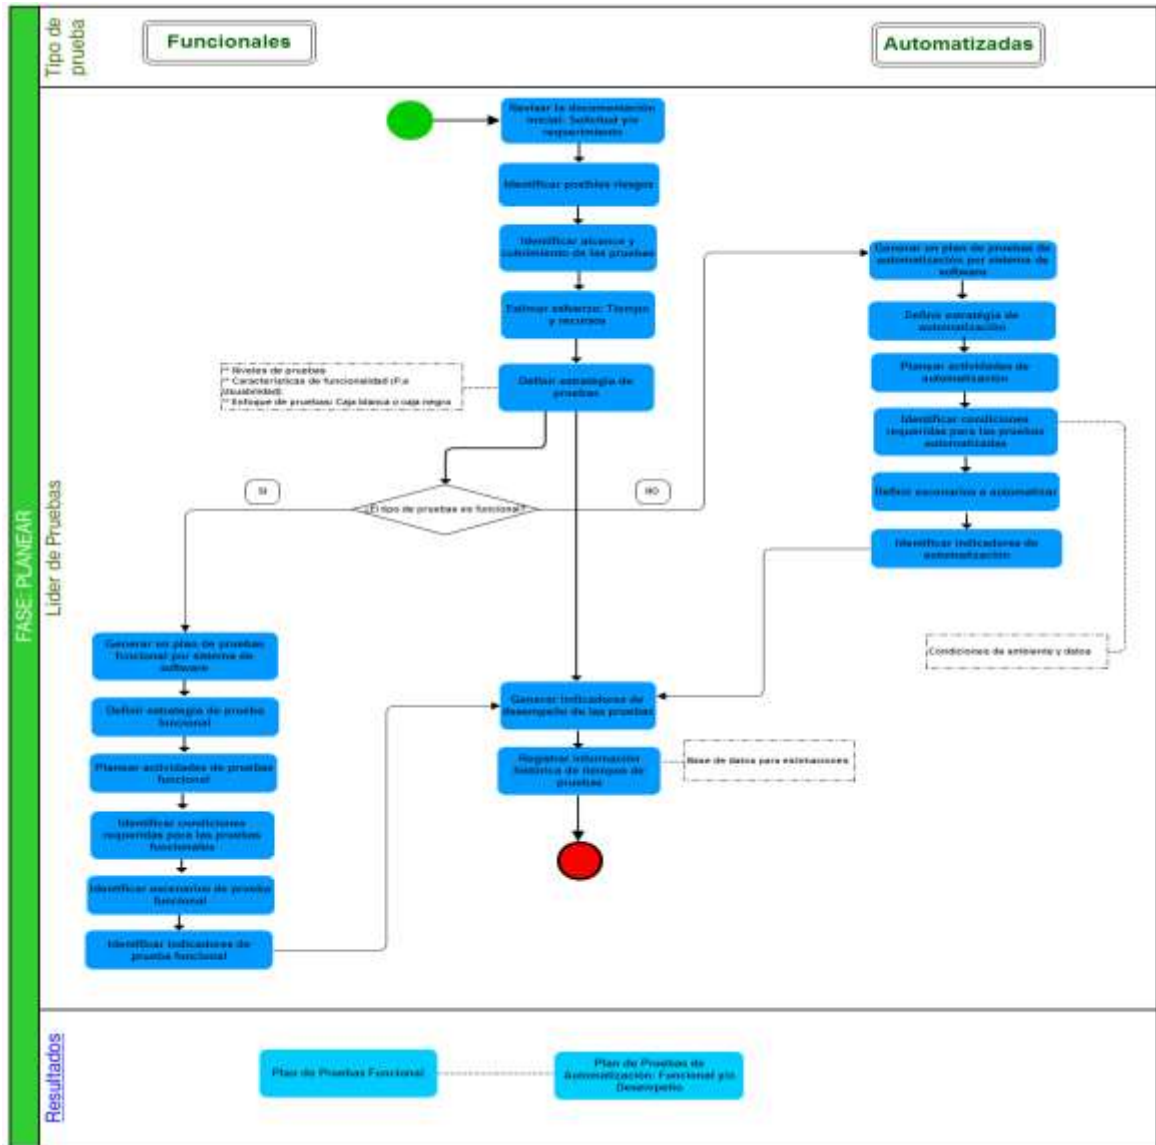 FASE: PLANEAR
Tipo de
prueba
Funcionales
Automatizadas
Líder de Pruebas
Revisar la documentación
inicial: Solicitud y/o
requerimiento
Identificar posibles riesgos
Identificar alcance y
cubrimiento de las pruebas
Estimar esfuerzo: Tiempo
y recursos
Definir estrategia de
pruebas
** Niveles de pruebas
** Características de funcionalidad (P.e
Usabilidad).
** Enfoque de pruebas: Caja blanca o caja negra
SI
¿El tipo de pruebas es funcional?
NO
Generar un plan de pruebas de
automatización por sistema de
software
Definir estrategia de
automatización
Planear actividades de
automatización
Identificar condiciones
requeridas para las pruebas
automatizadas
Definir escenarios a automatizar
Identificar indicadores de
automatización
Condiciones de ambiente y datos
Generar un plan de pruebas
funcional por sistema de
software
Definir estrategia de prueba
funcional
Planear actividades de pruebas
funcional
Identificar condiciones
requeridas para las pruebas
funcionales
Identificar escenarios de prueba
funcional
Identificar indicadores de
prueba funcional
Generar indicadores de
desempeño de las pruebas
Registrar información
histórica de tiempos de
pruebas
Base de datos para estimaciones
Resultados
Plan de Pruebas Funcional
Plan de Pruebas de
Automatización: Funcional y/o
Desempeño